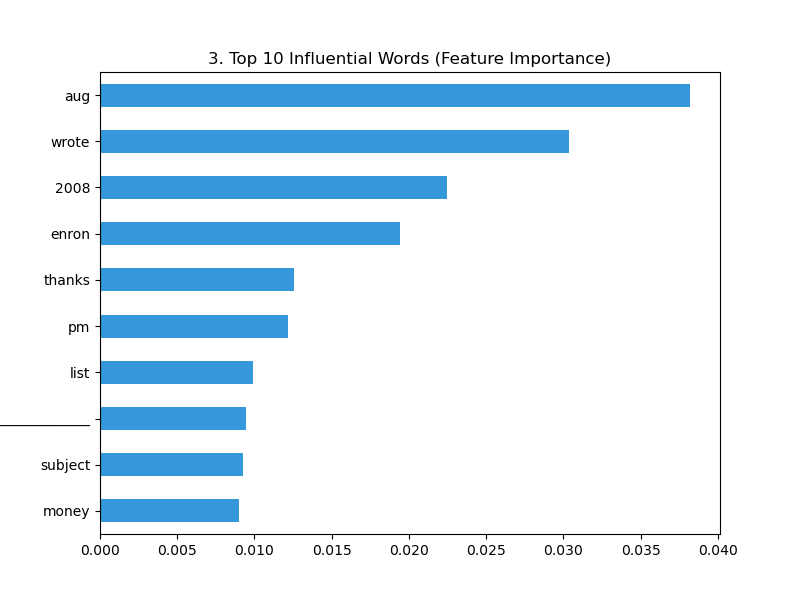 3. Top 10 Influential Words (Feature Importance)
aug
wrote
2008
enron
thanks
pm
list
subject
money
0.000 0.005 0.010 0.015 0.020 0.025 0.030 0.035 0.040